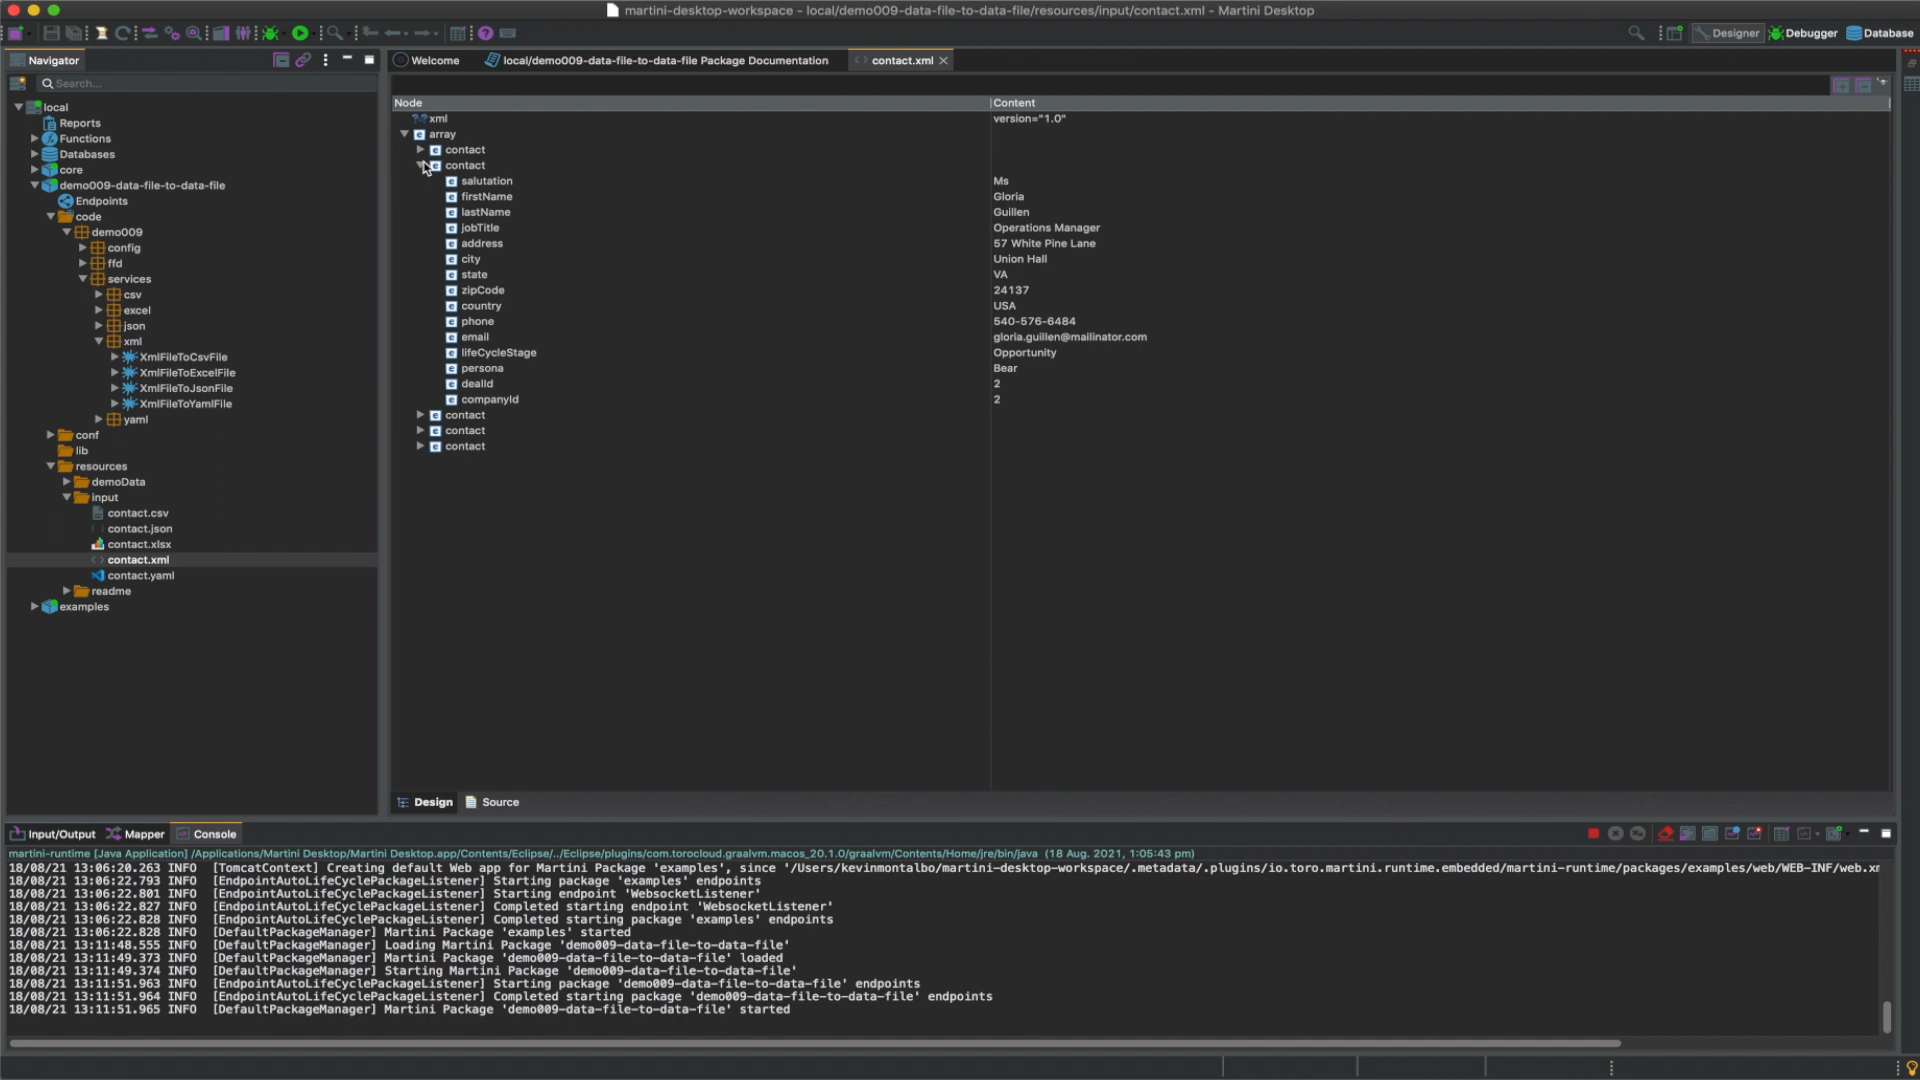 martini-desktop-workspace - local/demo009-data-file-to-data-file/resources/input/contact.xml - Martini Desktop
Designer
Debugger
Database
Navigator
Welcome
local/demo009-data-file-to-data-file Package Documentation
contact.xml
Search...
Node
Content
local
Reports
Functions
Databases
core
demo009-data-file-to-data-file
Endpoints
code
demo009
config
ffd
services
csv
excel
json
xml
XmlFileToCsvFile
XmlFileToExcelFile
XmlFileToJsonFile
XmlFileToYamlFile
yaml
conf
lib
resources
demoData
input
contact.csv
contact.json
contact.xlsx
contact.xml
contact.yaml
readme
examples
?? xml version="1.0"
array
contact
contact
salutation Ms
firstName Gloria
lastName Guillen
jobTitle Operations Manager
address 57 White Pine Lane
city Union Hall
state VA
zipCode 24137
country USA
phone 540-576-6484
email gloria.guillen@mailinator.com
lifeCycleStage Opportunity
persona Bear
dealId 2
companyId 2
contact
contact
contact
Design
Source
Input/Output
Mapper
Console
martini-runtime [Java Application] /Applications/Martini Desktop/Martini Desktop.app/Contents/Eclipse/../Eclipse/plugins/com.torocloud.graalvm.macos_20.1.0/graalvm/Contents/Home/jre/bin/java (18 Aug. 2021, 1:05:43 pm)
18/08/21 13:06:20.263 INFO [TomcatContext] Creating default Web app for Martini Package 'examples', since '/Users/kevinmontalbo/martini-desktop-workspace/.metadata/.plugins/io.toro.martini.runtime.embedded/martini-runtime/packages/examples/web/WEB-INF/web.xm
18/08/21 13:06:22.793 INFO [EndpointAutoLifeCyclePackageListener] Starting package 'examples' endpoints
18/08/21 13:06:22.801 INFO [EndpointAutoLifeCyclePackageListener] Starting endpoint 'WebsocketListener'
18/08/21 13:06:22.827 INFO [EndpointAutoLifeCyclePackageListener] Completed starting endpoint 'WebsocketListener'
18/08/21 13:06:22.828 INFO [EndpointAutoLifeCyclePackageListener] Completed starting package 'examples' endpoints
18/08/21 13:06:22.828 INFO [DefaultPackageManager] Martini Package 'examples' started
18/08/21 13:11:48.555 INFO [DefaultPackageManager] Loading Martini Package 'demo009-data-file-to-data-file'
18/08/21 13:11:49.373 INFO [DefaultPackageManager] Martini Package 'demo009-data-file-to-data-file' loaded
18/08/21 13:11:49.374 INFO [DefaultPackageManager] Starting Martini Package 'demo009-data-file-to-data-file'
18/08/21 13:11:51.963 INFO [EndpointAutoLifeCyclePackageListener] Starting package 'demo009-data-file-to-data-file' endpoints
18/08/21 13:11:51.964 INFO [EndpointAutoLifeCyclePackageListener] Completed starting package 'demo009-data-file-to-data-file' endpoints
18/08/21 13:11:51.965 INFO [DefaultPackageManager] Martini Package 'demo009-data-file-to-data-file' started